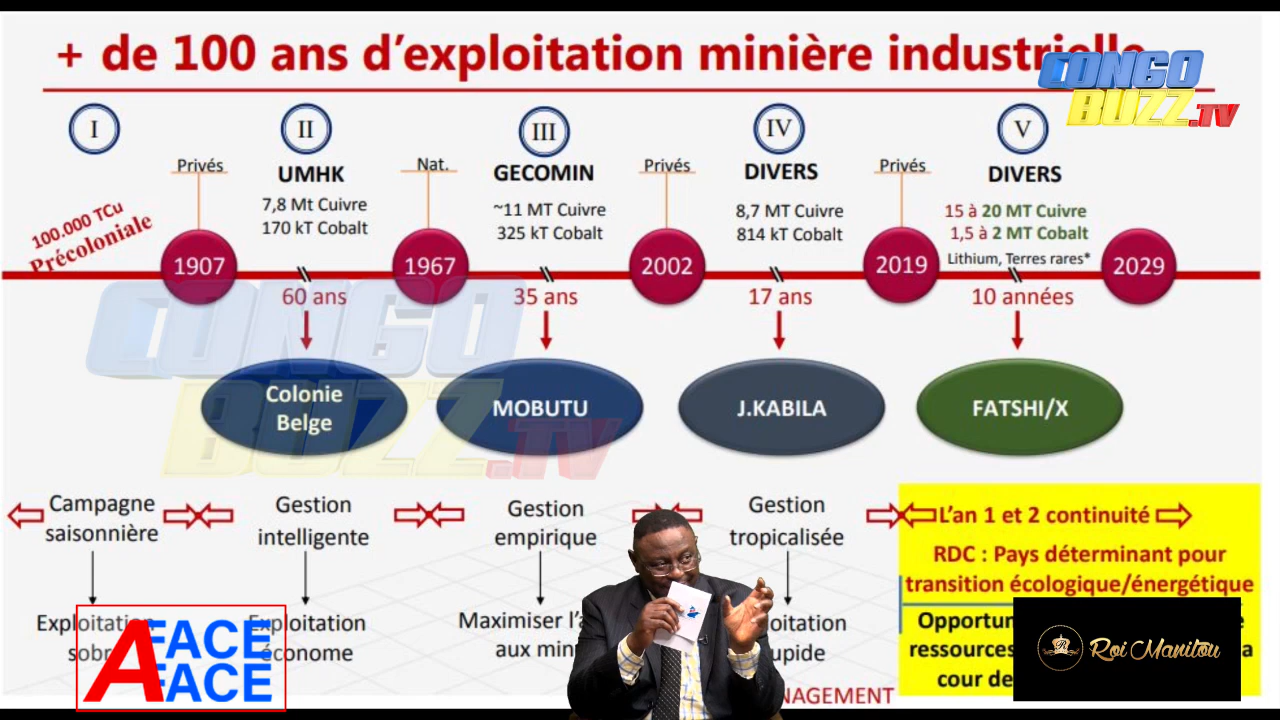 + de 100 ans d’exploitation minière industrielle
CONGO
BUZZ.TV
I
II
III
IV
V
Privés
UMHK
Nat.
GECOMIN
Privés
DIVERS
Privés
DIVERS
100.000 TCu
Précoloniale
7,8 Mt Cuivre
170 kT Cobalt
~11 MT Cuivre
325 kT Cobalt
8,7 MT Cuivre
814 kT Cobalt
15 à 20 MT Cuivre
1,5 à 2 MT Cobalt
Lithium, Terres rares*
1907
1967
2002
2019
2029
60 ans
35 ans
17 ans
10 années
CONGO
BUZZ.TV
Colonie
Belge
MOBUTU
J.KABILA
FATSHI/X
Campagne
saisonnière
Gestion
intelligente
Gestion
empirique
Gestion
tropicalisée
L’an 1 et 2 continuité
RDC : Pays déterminant pour
transition écologique/énergétique
Exploitation
Exploitation
économe
Maximiser
aux
ressources
cour de
A FACE
FACE
Roi Manitou